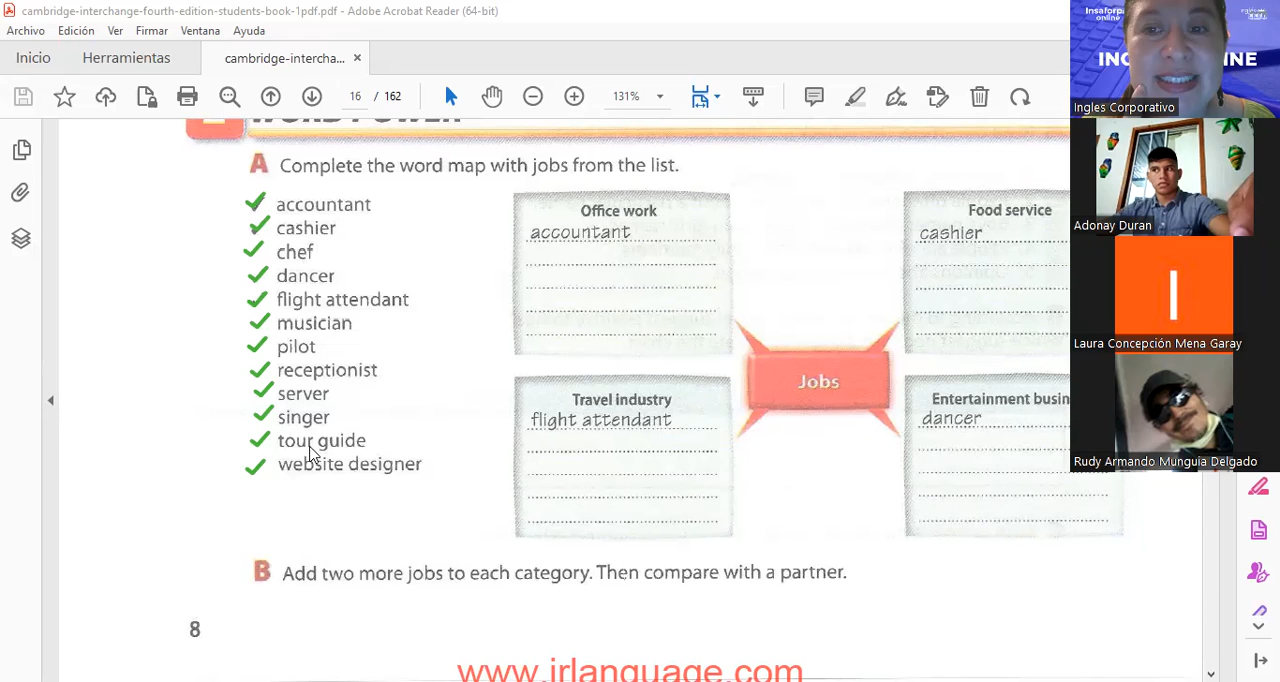 cambridge-interchange-fourth-edition-students-book-1pdf.pdf - Adobe Acrobat Reader (64-bit)
Archivo Edición Ver Firmar Ventana Ayuda
Inicio Herramientas cambridge-intercha... ×
16 / 162 131%
WORD POWER
A Complete the word map with jobs from the list.
accountant
cashier
chef
dancer
flight attendant
musician
pilot
receptionist
server
singer
tour guide
website designer
Office work
accountant
Food service
cashier
Jobs
Travel industry
flight attendant
Entertainment busin
dancer
B Add two more jobs to each category. Then compare with a partner.
8
www.irlanguage.com
Insaforp
online
Ingles Corporativo
Adonay Duran
I
Laura Concepción Mena Garay
Rudy Armando Munguia Delgado